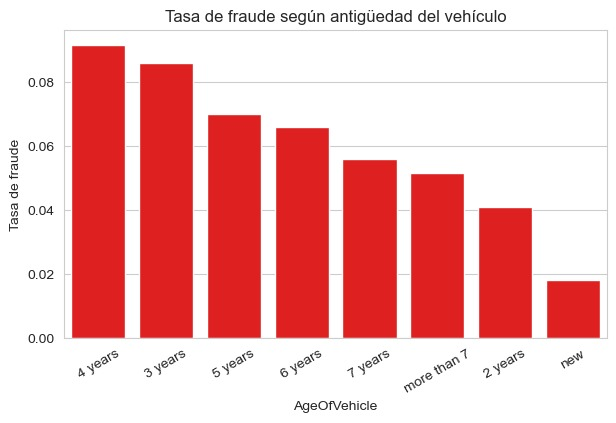 Tasa de fraude según antigüedad del vehículo
Tasa de fraude
0.08
0.06
0.04
0.02
0.00
4 years
3 years
5 years
6 years
7 years
more than 7
2 years
new
AgeOfVehicle